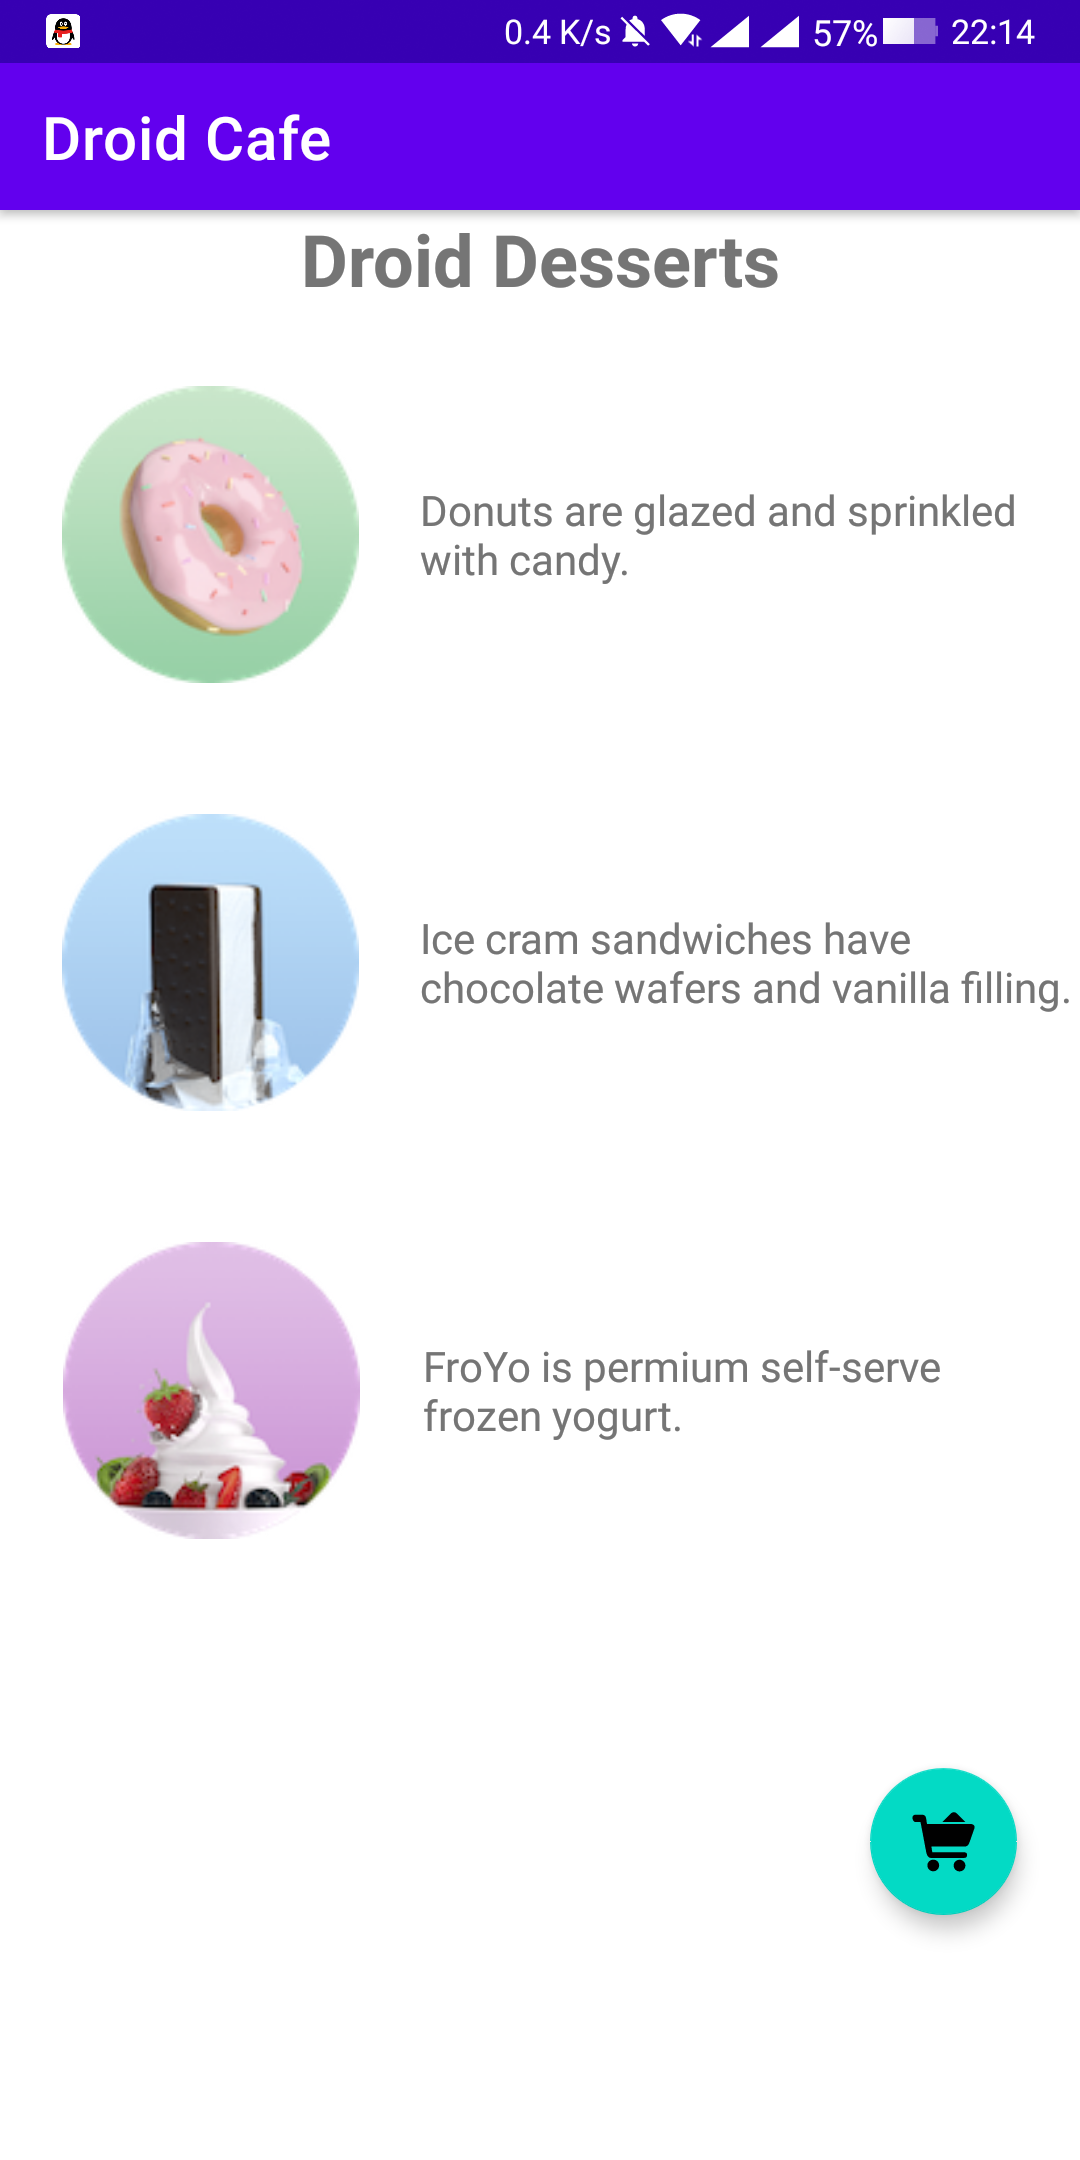 0.4 K/s 57% 22:14
Droid Cafe
Droid Desserts
Donuts are glazed and sprinkled
with candy.
Ice cram sandwiches have
chocolate wafers and vanilla filling.
FroYo is permium self-serve
frozen yogurt.